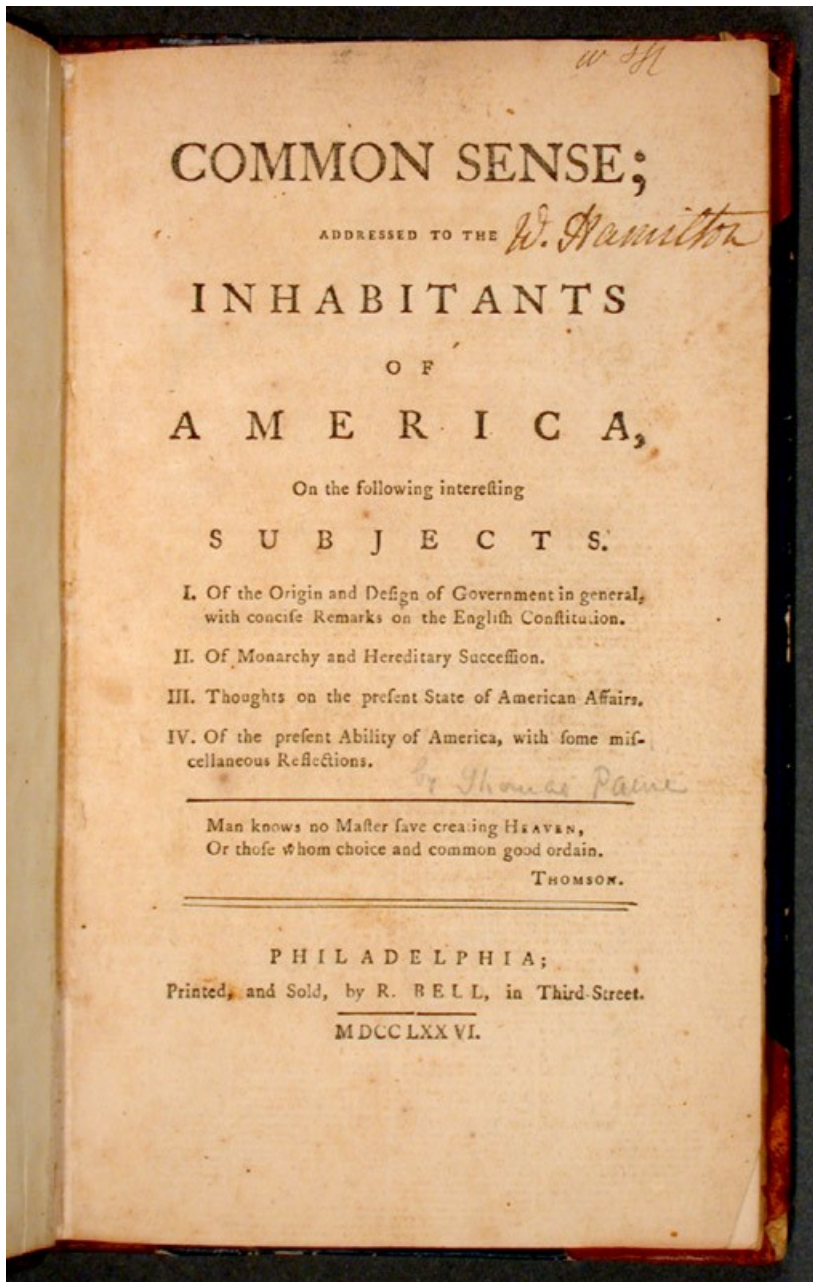 COMMON SENSE;
ADDRESSED TO THE W. Hamilton
INHABITANTS
OF
AMERICA,
On the following intereſting
SUBJECTS.
I. Of the Origin and Deſign of Government in general,
with conciſe Remarks on the Engliſh Conſtitution.
II. Of Monarchy and Hereditary Succeſſion.
III. Thoughts on the preſent State of American Affairs.
IV. Of the preſent Ability of America, with ſome miſ-
cellaneous Reflections.
by Thomas Paine
Man knows no Maſter ſave creating HEAVEN,
Or thoſe whom choice and common good ordain.
THOMSON.
PHILADELPHIA;
Printed, and Sold, by R. BELL, in Third-Street.
MDCCLXXVI.